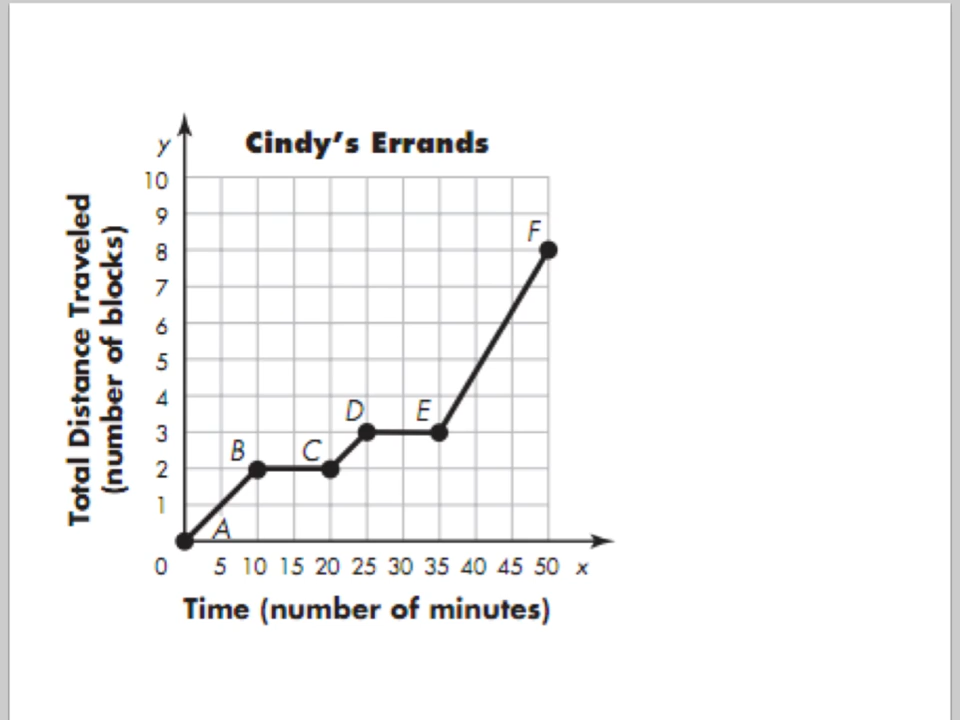 y
Cindy's Errands
10
9
8
7
6
5
4
3
2
1
Total Distance Traveled
(number of blocks)
F
D
E
B
C
A
0 5 10 15 20 25 30 35 40 45 50 x
Time (number of minutes)